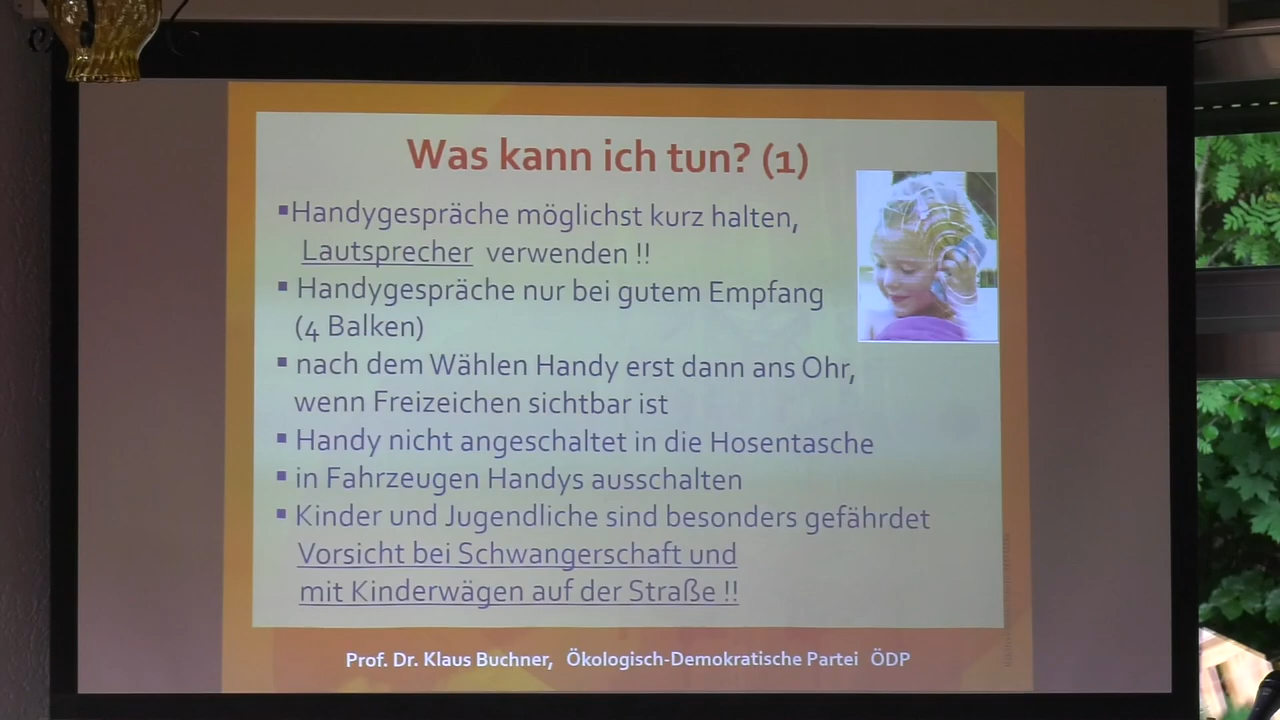 Was kann ich tun? (1)
▪Handygespräche möglichst kurz halten,
Lautsprecher verwenden !!
▪ Handygespräche nur bei gutem Empfang
(4 Balken)
▪ nach dem Wählen Handy erst dann ans Ohr,
wenn Freizeichen sichtbar ist
▪ Handy nicht angeschaltet in die Hosentasche
▪ in Fahrzeugen Handys ausschalten
▪ Kinder und Jugendliche sind besonders gefährdet
Vorsicht bei Schwangerschaft und
mit Kinderwägen auf der Straße !!
Prof. Dr. Klaus Buchner, Ökologisch-Demokratische Partei ÖDP